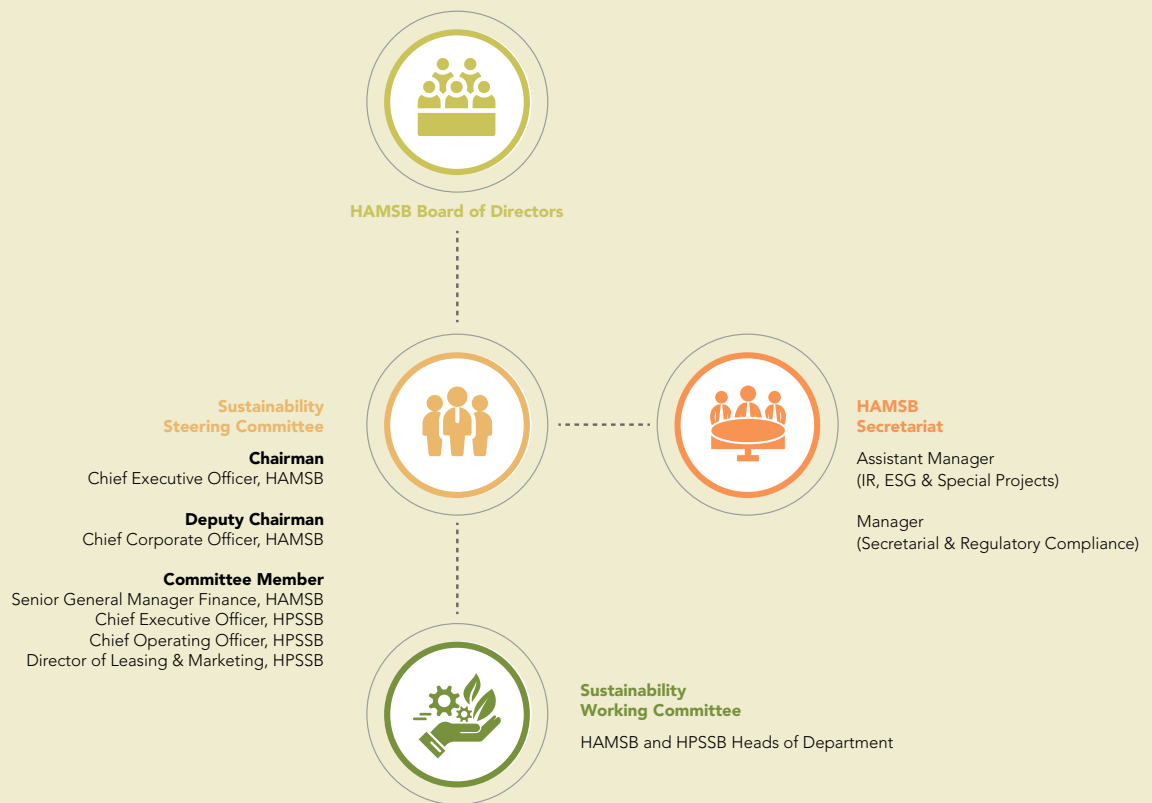 HAMSB Board of Directors
Sustainability
Steering Committee
Chairman
Chief Executive Officer, HAMSB
Deputy Chairman
Chief Corporate Officer, HAMSB
Committee Member
Senior General Manager Finance, HAMSB
Chief Executive Officer, HPSSB
Chief Operating Officer, HPSSB
Director of Leasing & Marketing, HPSSB
HAMSB
Secretariat
Assistant Manager
(IR, ESG & Special Projects)
Manager
(Secretarial & Regulatory Compliance)
Sustainability
Working Committee
HAMSB and HPSSB Heads of Department